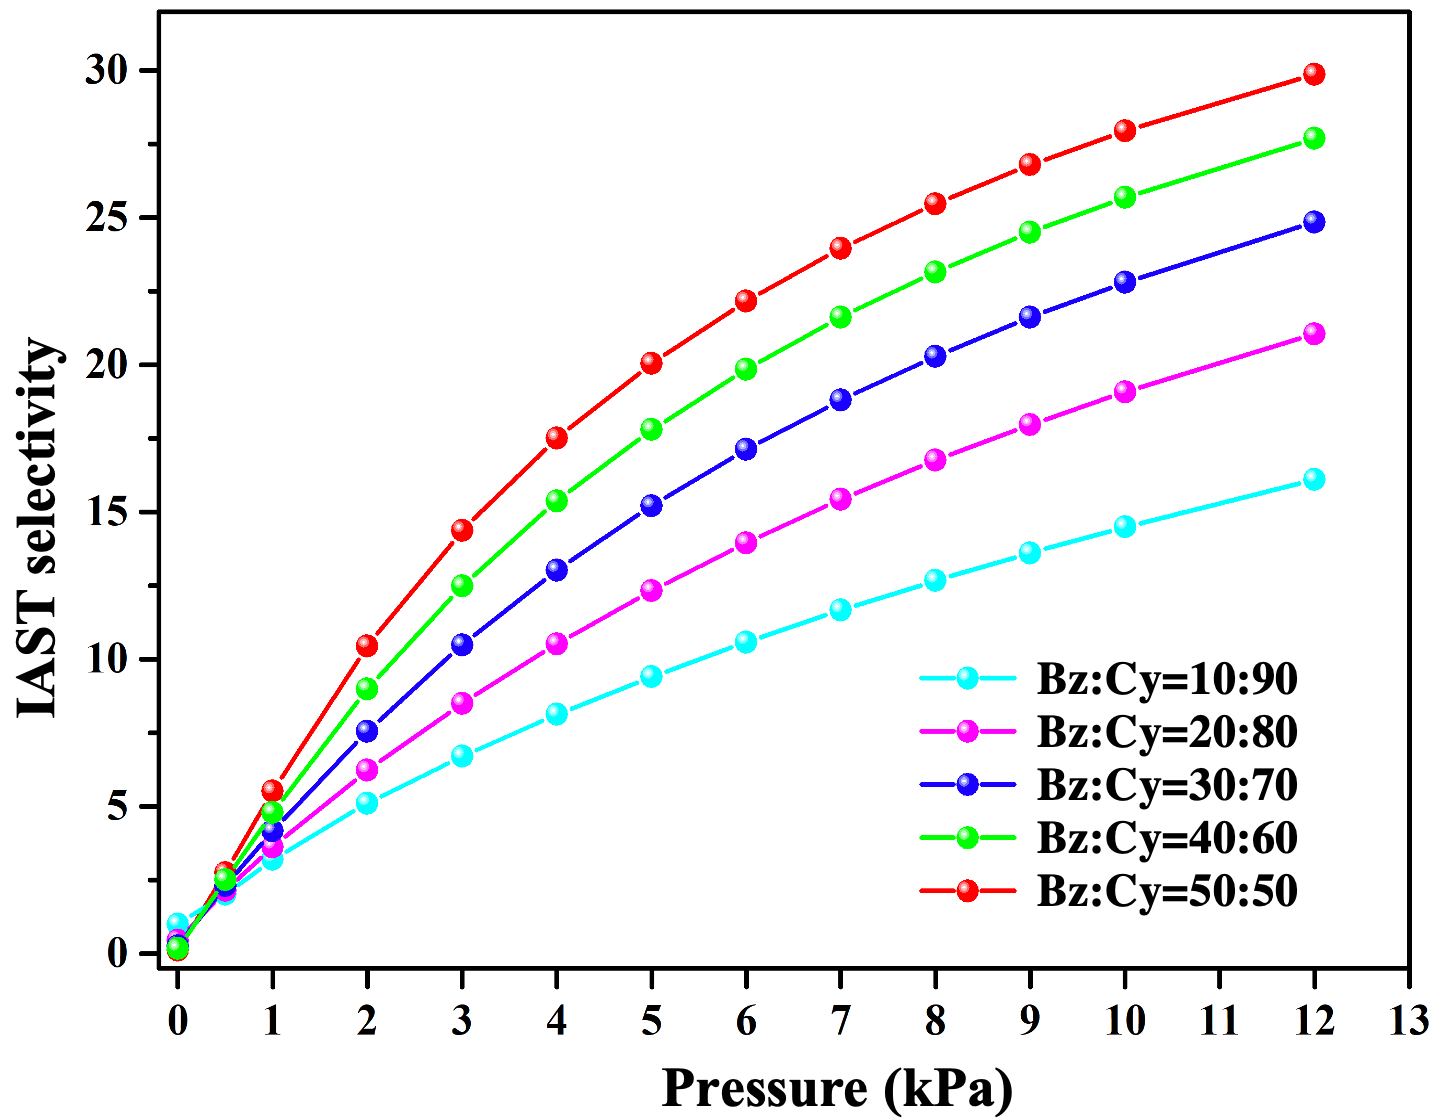 IAST selectivity
30
25
20
15
10
5
0
Bz:Cy=10:90
Bz:Cy=20:80
Bz:Cy=30:70
Bz:Cy=40:60
Bz:Cy=50:50
0 1 2 3 4 5 6 7 8 9 10 11 12 13
Pressure (kPa)